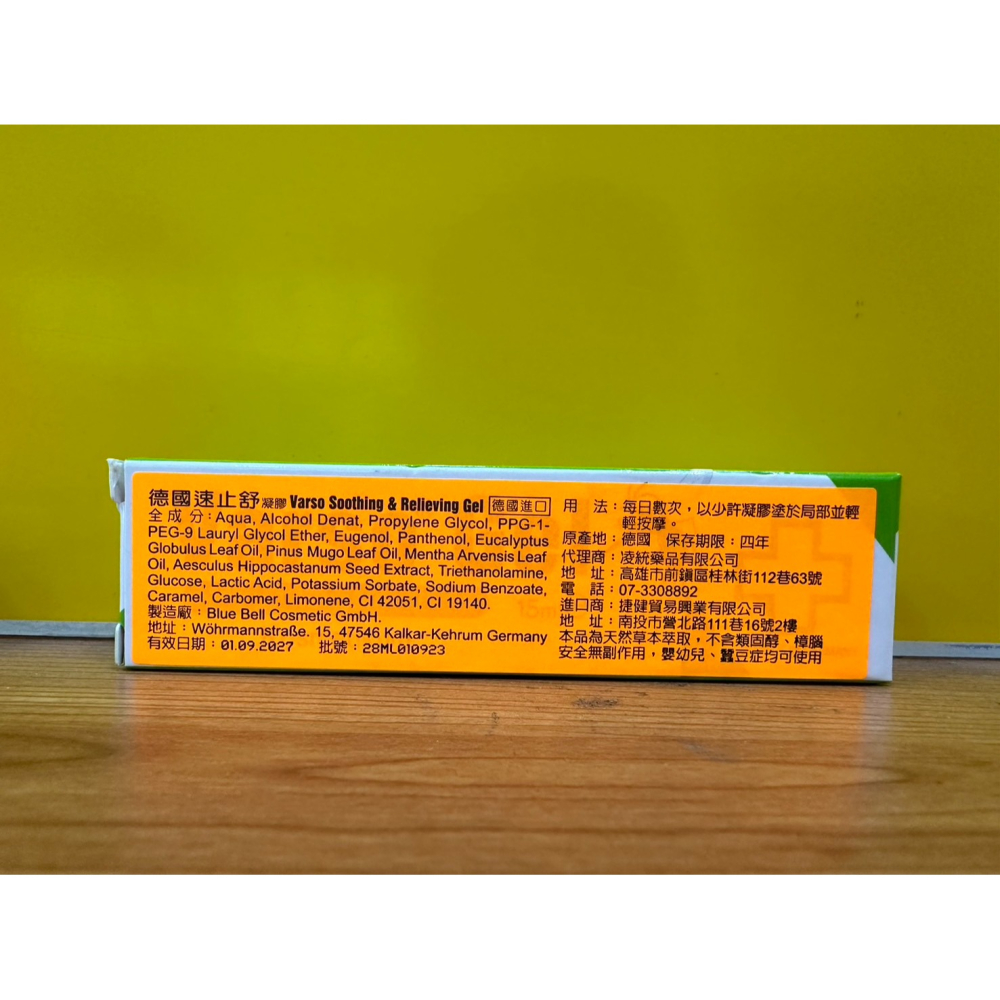 德國速止舒 凝膠 Varso Soothing & Relieving Gel 德國進口
全成分：Aqua, Alcohol Denat, Propylene Glycol, PPG-1-
PEG-9 Lauryl Glycol Ether, Eugenol, Panthenol, Eucalyptus
Globulus Leaf Oil, Pinus Mugo Leaf Oil, Mentha Arvensis Leaf
Oil, Aesculus Hippocastanum Seed Extract, Triethanolamine,
Glucose, Lactic Acid, Potassium Sorbate, Sodium Benzoate,
Caramel, Carbomer, Limonene, CI 42051, CI 19140.
製造廠：Blue Bell Cosmetic GmbH.
地址：Wöhrmannstraße. 15, 47546 Kalkar-Kehrum Germany
有效日期：01.09.2027 批號：28ML010923
用 法：每日數次，以少許凝膠塗於局部並輕
輕按摩。
原產地：德國 保存期限：四年
代理商：凌統藥品有限公司
地 址：高雄市前鎮區桂林街112巷63號
電 話：07-3308892
進口商：捷健貿易興業有限公司
地 址：南投市營北路111巷16號2樓
本品為天然草本萃取，不含類固醇、樟腦
安全無副作用，嬰幼兒、蠶豆症均可使用